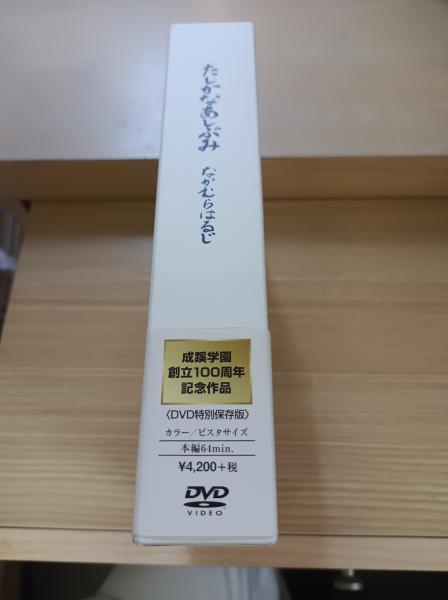 たしかなあしぶみ
なかむらはるじ
成蹊学園
創立100周年
記念作品
〈DVD特別保存版〉
カラー／ビスタサイズ
本編64min.
¥4,200+税
DVD
VIDEO